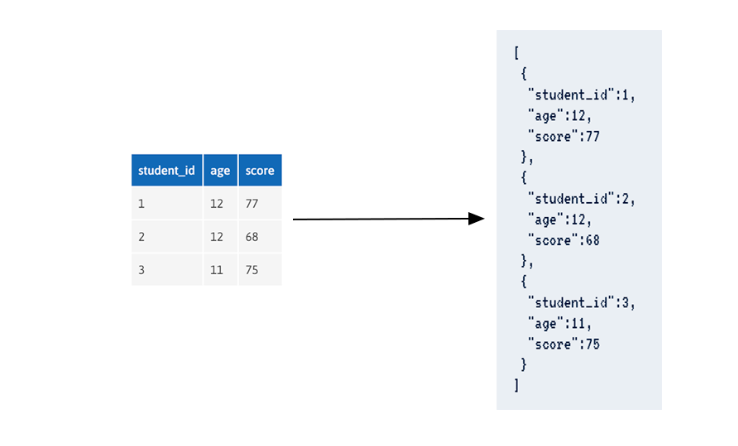 student_id age score
1 12 77
2 12 68
3 11 75
[
{
"student_id":1,
"age":12,
"score":77
},
{
"student_id":2,
"age":12,
"score":68
},
{
"student_id":3,
"age":11,
"score":75
}
]